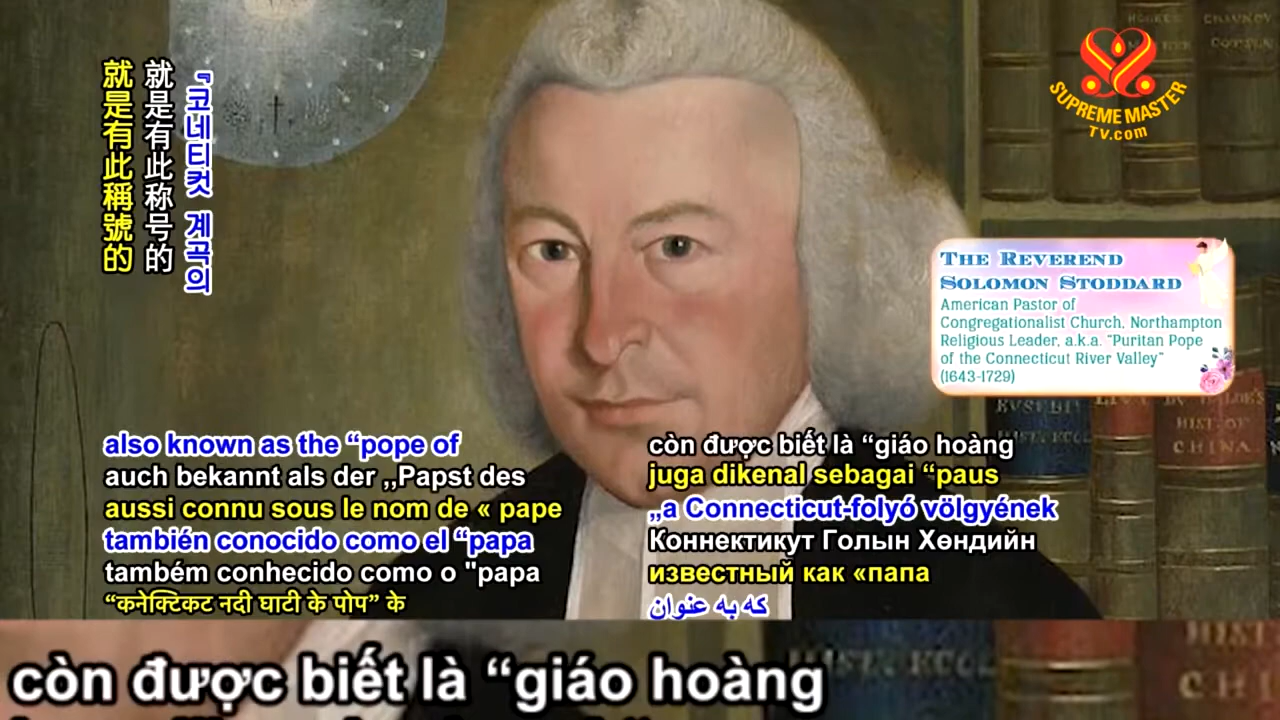 就是有此稱號的
就是有此称号的
『코네티컷 계곡의
SUPREME MASTER
TV.com
THE REVEREND
SOLOMON STODDARD
American Pastor of
Congregationalist Church, Northampton
Religious Leader, a.k.a. "Puritan Pope
of the Connecticut River Valley"
(1643-1729)
HIST. OF
CHINA
also known as the “pope of
auch bekannt als der ,,Papst des
aussi connu sous le nom de « pape
también conocido como el “papa
também conhecido como o "papa
“कनेक्टिकट नदी घाटी के पोप” के
còn được biết là “giáo hoàng
juga dikenal sebagai “paus
„a Connecticut-folyó völgyének
Коннектикут Голын Хөндийн
известный как «папа
که به عنوان
còn được biết là “giáo hoàng